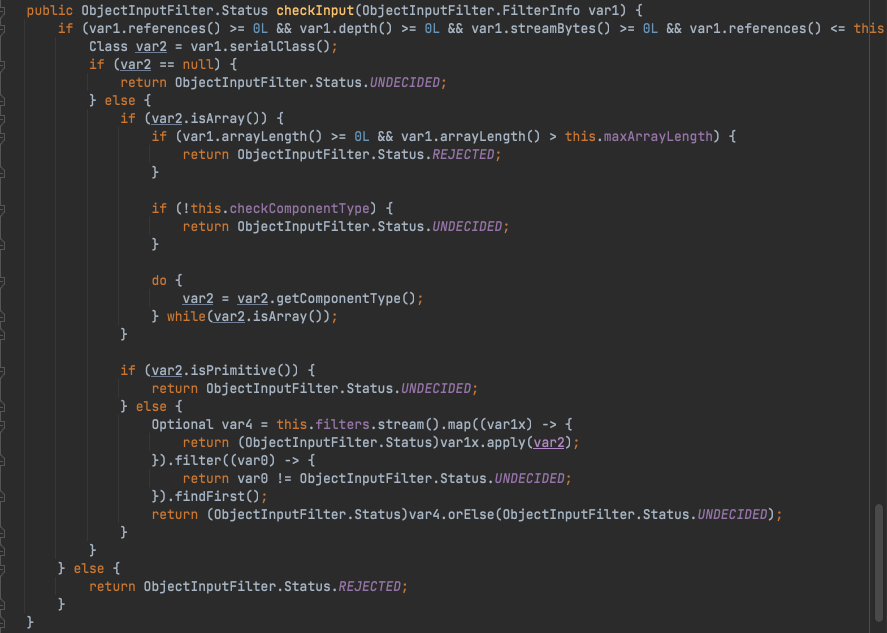 public ObjectInputFilter.Status checkInput(ObjectInputFilter.FilterInfo var1) {
    if (var1.references() >= 0L && var1.depth() >= 0L && var1.streamBytes() >= 0L && var1.references() <= this
        Class var2 = var1.serialClass();
        if (var2 == null) {
            return ObjectInputFilter.Status.UNDECIDED;
        } else {
            if (var2.isArray()) {
                if (var1.arrayLength() >= 0L && var1.arrayLength() > this.maxArrayLength) {
                    return ObjectInputFilter.Status.REJECTED;
                }

                if (!this.checkComponentType) {
                    return ObjectInputFilter.Status.UNDECIDED;
                }

                do {
                    var2 = var2.getComponentType();
                } while(var2.isArray());
            }

            if (var2.isPrimitive()) {
                return ObjectInputFilter.Status.UNDECIDED;
            } else {
                Optional var4 = this.filters.stream().map((var1x) -> {
                    return (ObjectInputFilter.Status)var1x.apply(var2);
                }).filter((var0) -> {
                    return var0 != ObjectInputFilter.Status.UNDECIDED;
                }).findFirst();
                return (ObjectInputFilter.Status)var4.orElse(ObjectInputFilter.Status.UNDECIDED);
            }
        }
    } else {
        return ObjectInputFilter.Status.REJECTED;
    }
}